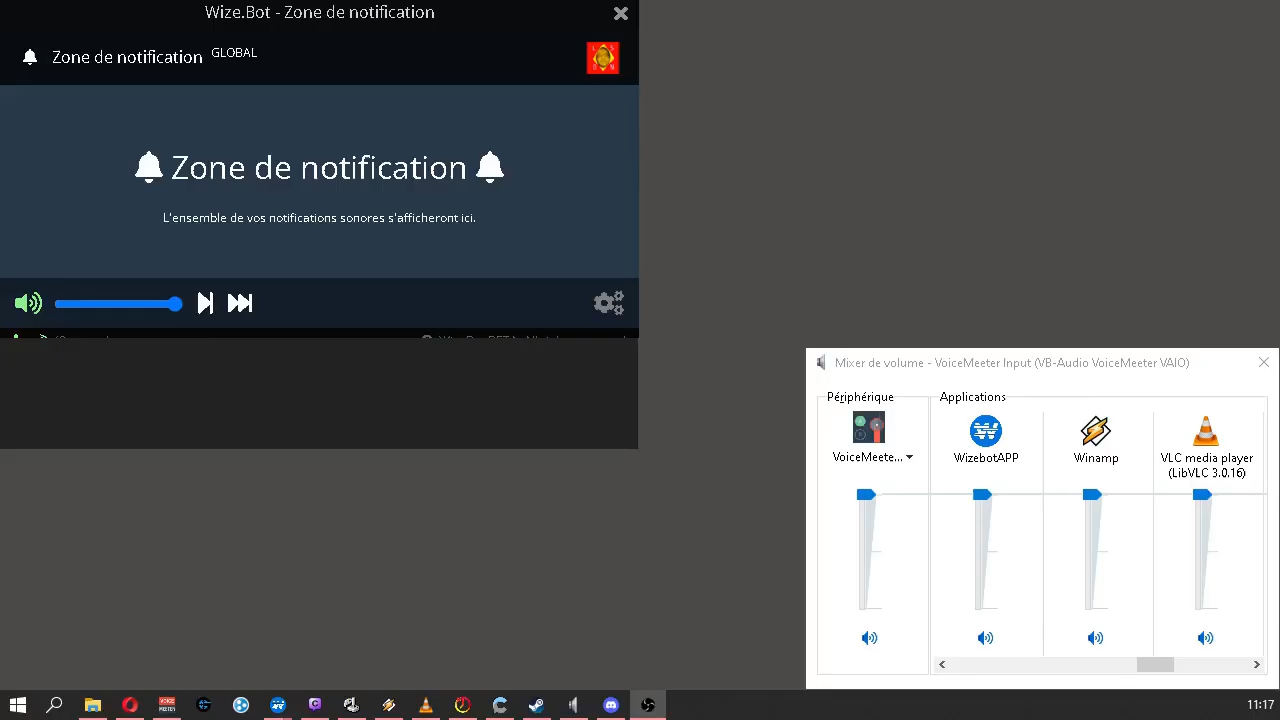 Wize.Bot - Zone de notification
Zone de notification GLOBAL
Zone de notification
L'ensemble de vos notifications sonores s'afficheront ici.
Mixer de volume - VoiceMeeter Input (VB-Audio VoiceMeeter VAIO)
Périphérique
Applications
VoiceMeete...
WizebotAPP
Winamp
VLC media player
(LibVLC 3.0.16)
VOICE
MEETER
11:17